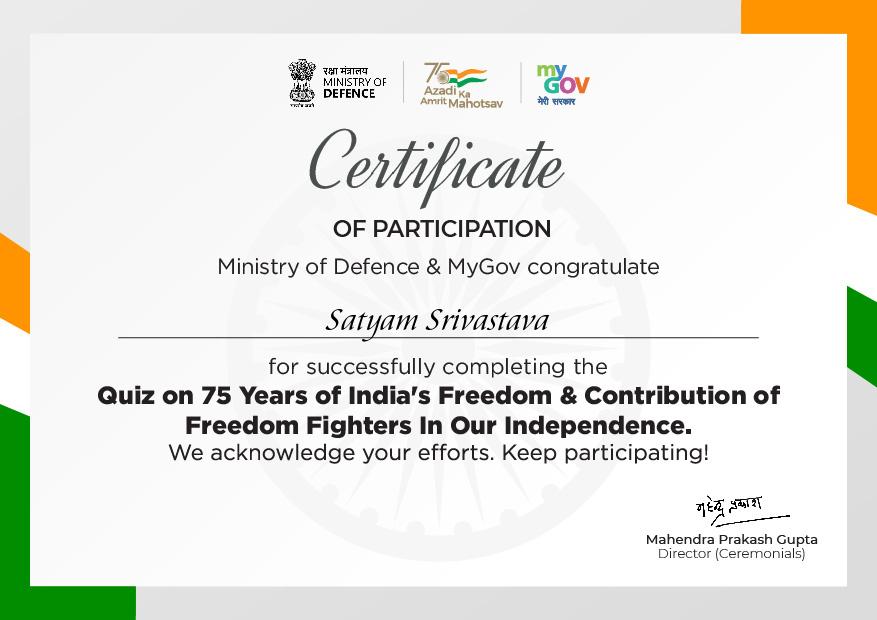 रक्षा मंत्रालय
MINISTRY OF
DEFENCE
75
Azadi Ka
Amrit Mahotsav
my
GOV
मेरी सरकार
Certificate
OF PARTICIPATION
Ministry of Defence & MyGov congratulate
Satyam Srivastava
for successfully completing the
Quiz on 75 Years of India's Freedom & Contribution of
Freedom Fighters In Our Independence.
We acknowledge your efforts. Keep participating!
महेन्द्र प्रकाश
Mahendra Prakash Gupta
Director (Ceremonials)